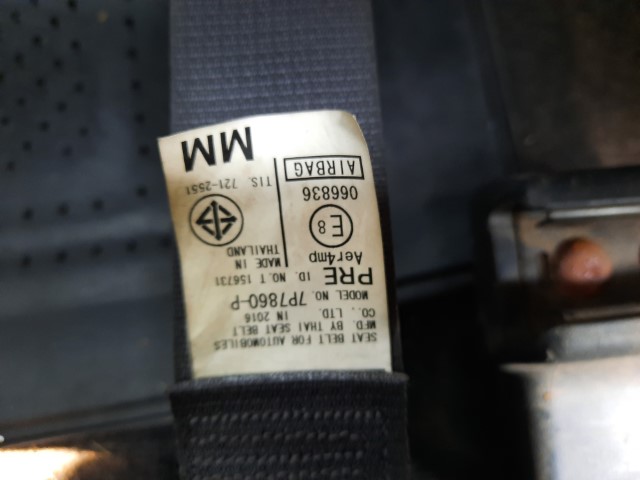 SEAT BELT FOR AUTOMOBILES
MFD. BY THAI SEAT BELT
CO., LTD. IN 2016
MODEL NO. 7P7860-P
PRE ID. NO. T 156731
Aer4mp
MADE IN
THAILAND
E8
066836
TIS. 721-2551
AIRBAG
MM